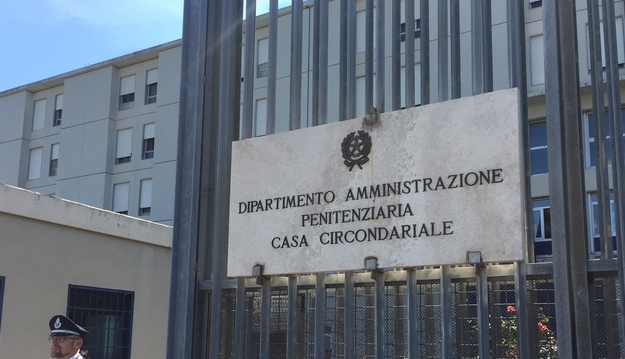 DIPARTIMENTO AMMINISTRAZIONE
PENITENZIARIA
CASA CIRCONDARIALE